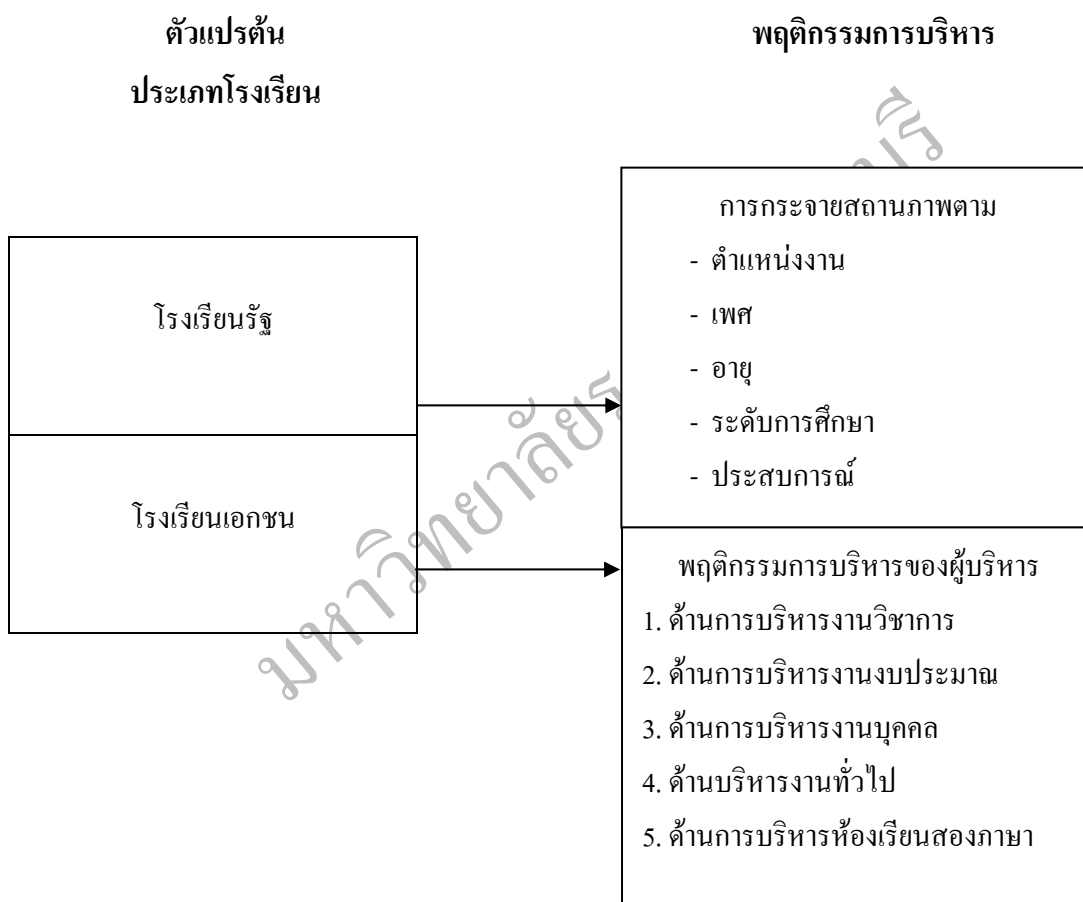 ตัวแปรต้น
ประเภทโรงเรียน
โรงเรียนรัฐ
โรงเรียนเอกชน
พฤติกรรมการบริหาร
การกระจายสถานภาพตาม
- ตำแหน่งงาน
- เพศ
- อายุ
- ระดับการศึกษา
- ประสบการณ์
พฤติกรรมการบริหารของผู้บริหาร
1. ด้านการบริหารงานวิชาการ
2. ด้านการบริหารงานงบประมาณ
3. ด้านการบริหารงานบุคคล
4. ด้านบริหารงานทั่วไป
5. ด้านการบริหารห้องเรียนสองภาษา
มหาวิทยาลัย